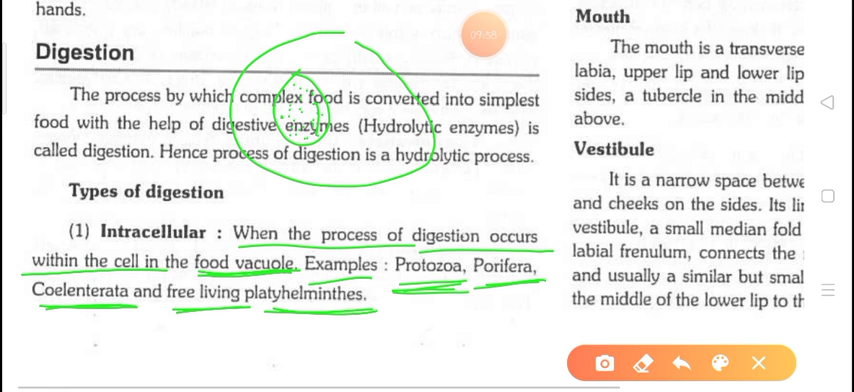 hands.
Digestion
The process by which complex food is converted into simplest
food with the help of digestive enzymes (Hydrolytic enzymes) is
called digestion. Hence process of digestion is a hydrolytic process.
Types of digestion
(1) Intracellular : When the process of digestion occurs
within the cell in the food vacuole. Examples : Protozoa, Porifera,
Coelenterata and free living platyhelminthes.
Mouth
The mouth is a transverse
labia, upper lip and lower lip
sides, a tubercle in the midd
above.
Vestibule
It is a narrow space betwe
and cheeks on the sides. Its lir
vestibule, a small median fold
labial frenulum, connects the
and usually a similar but smal
the middle of the lower lip to th
09:58